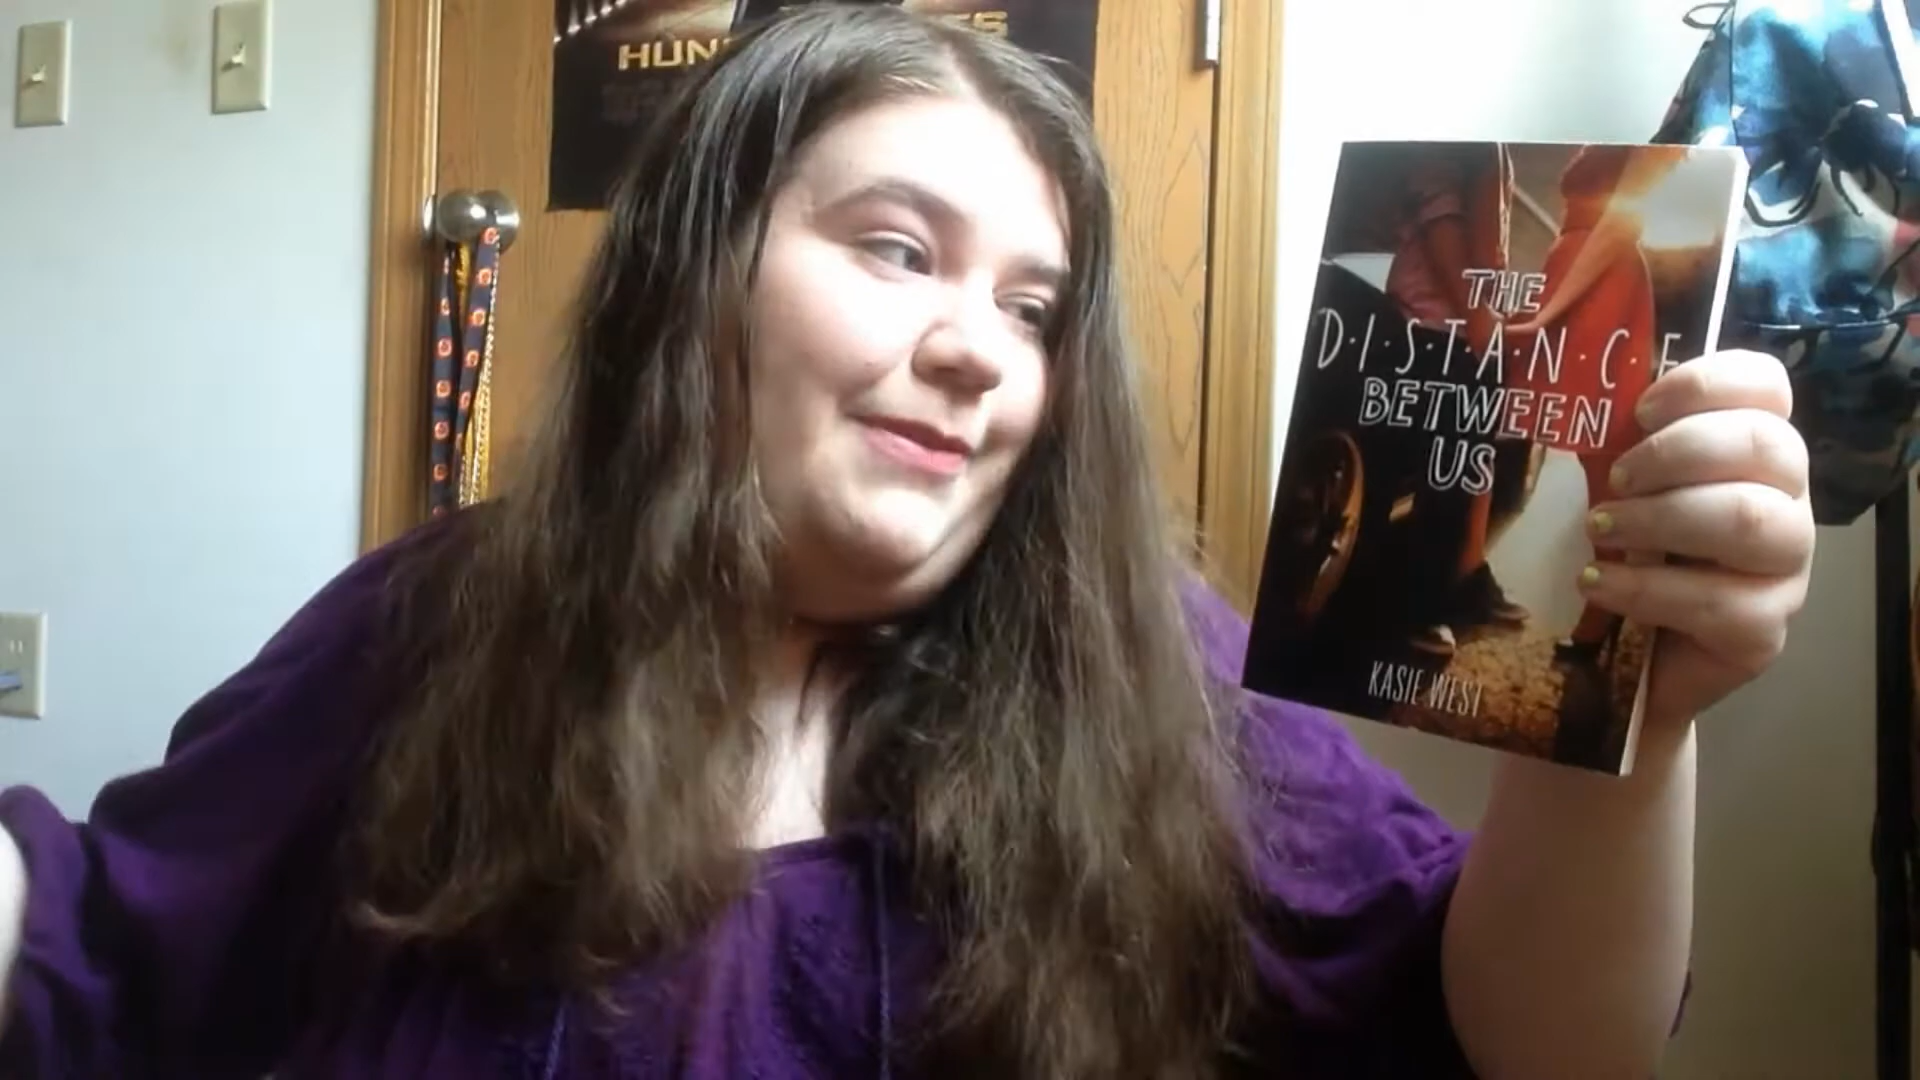 HUN
ES
THE
D·I·S·T·A·N·C·E
BETWEEN
US
KASIE WEST